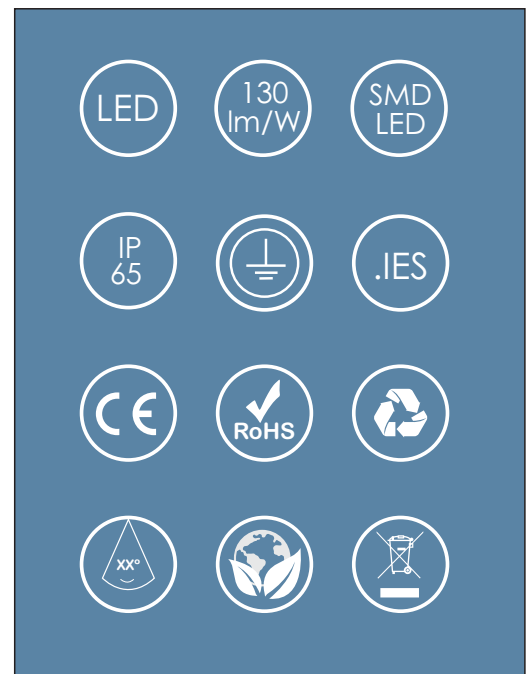 LED
130
lm/W
SMD
LED
IP
65
.IES
CE
RoHS
XX°